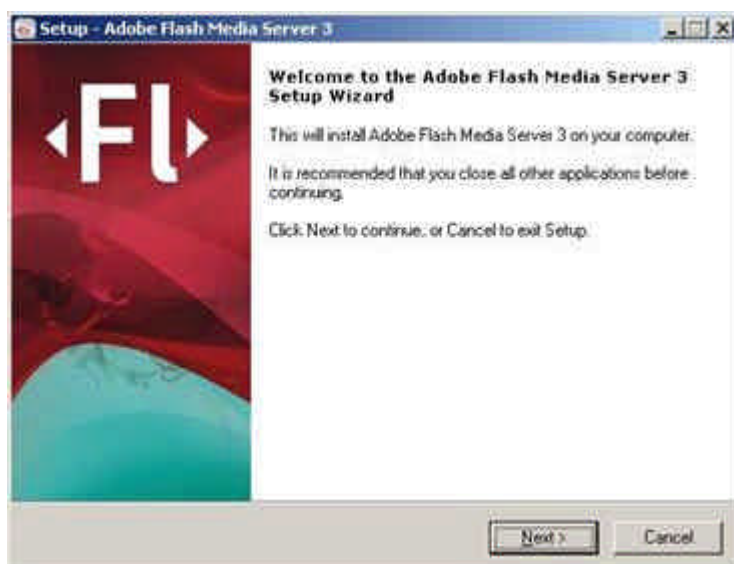 Setup - Adobe Flash Media Server 3
Fl
Welcome to the Adobe Flash Media Server 3
Setup Wizard
This will install Adobe Flash Media Server 3 on your computer.
It is recommended that you close all other applications before
continuing.
Click Next to continue, or Cancel to exit Setup.
Next >
Cancel